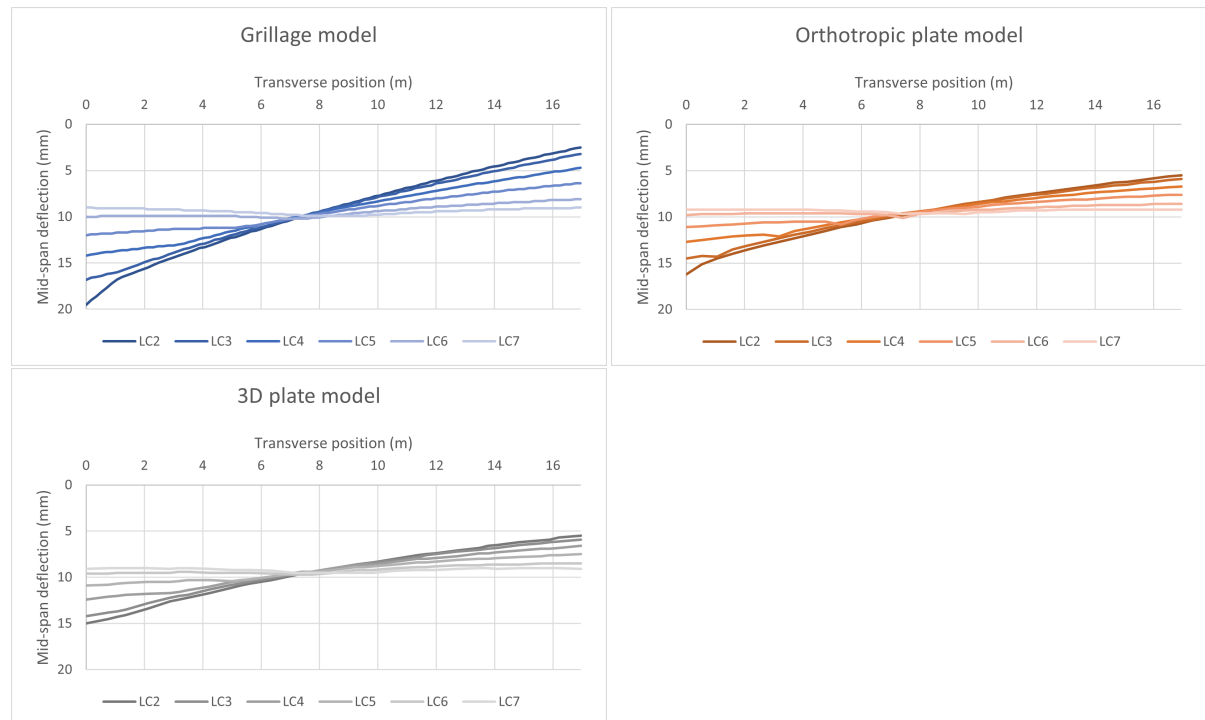 Grillage model
Transverse position (m)
0 2 4 6 8 10 12 14 16
Mid-span deflection (mm)
0
5
10
15
20
LC2 LC3 LC4 LC5 LC6 LC7
Orthotropic plate model
Transverse position (m)
0 2 4 6 8 10 12 14 16
Mid-span deflection (mm)
0
5
10
15
20
LC2 LC3 LC4 LC5 LC6 LC7
3D plate model
Transverse position (m)
0 2 4 6 8 10 12 14 16
Mid-span deflection (mm)
0
5
10
15
20
LC2 LC3 LC4 LC5 LC6 LC7